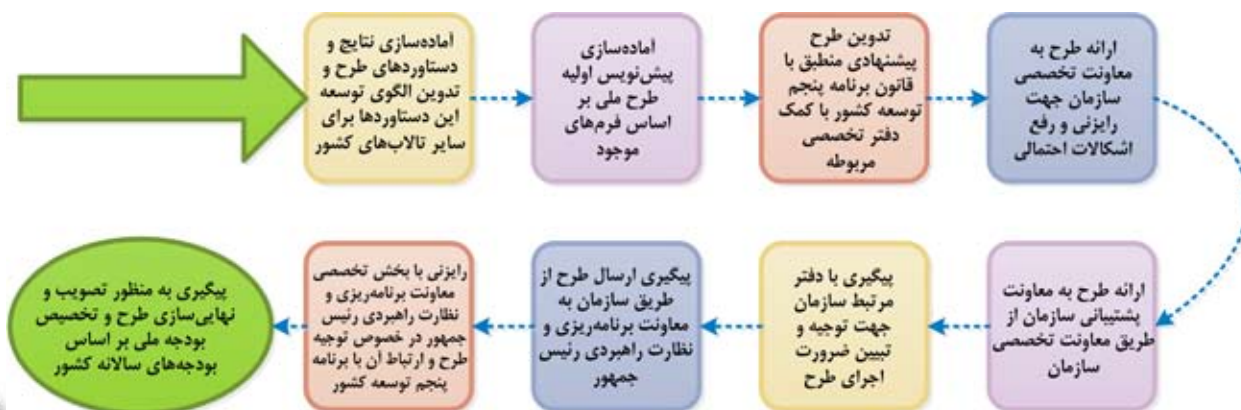 آماده‌سازی نتایج و
دستاوردهای طرح و
تدوین الگوی توسعه
این دستاوردها برای
سایر تالاب‌های کشور
آماده‌سازی
پیش‌نویس اولیه
طرح ملی بر
اساس فرم‌های
موجود
تدوین طرح
پیشنهادی منطبق با
قانون برنامه پنجم
توسعه کشور با کمک
دفتر تخصصی
مربوطه
ارائه طرح به
معاونت تخصصی
سازمان جهت
رایزنی و رفع
اشکالات احتمالی
ارائه طرح به معاونت
پشتیبانی سازمان از
طریق معاونت تخصصی
سازمان
پیگیری با دفتر
مرتبط سازمان
جهت توجیه و
تبیین ضرورت
اجرای طرح
پیگیری ارسال طرح از
طریق سازمان به
معاونت برنامه‌ریزی و
نظارت راهبردی رئیس
جمهور
رایزنی با بخش تخصصی
معاونت برنامه‌ریزی و
نظارت راهبردی رئیس
جمهور در خصوص توجیه
طرح و ارتباط آن با برنامه
پنجم توسعه کشور
پیگیری به منظور تصویب و
نهایی‌سازی طرح و تخصیص
بودجه ملی بر اساس
بودجه‌های سالانه کشور